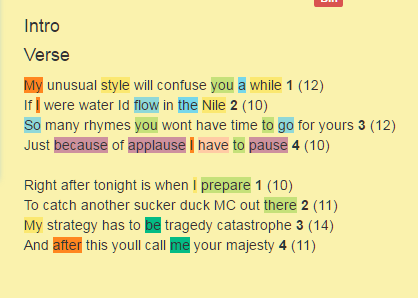 Intro
Verse
My unusual style will confuse you a while 1 (12)
If I were water Id flow in the Nile 2 (10)
So many rhymes you wont have time to go for yours 3 (12)
Just because of applause I have to pause 4 (10)
Right after tonight is when I prepare 1 (10)
To catch another sucker duck MC out there 2 (11)
My strategy has to be tragedy catastrophe 3 (14)
And after this youll call me your majesty 4 (11)